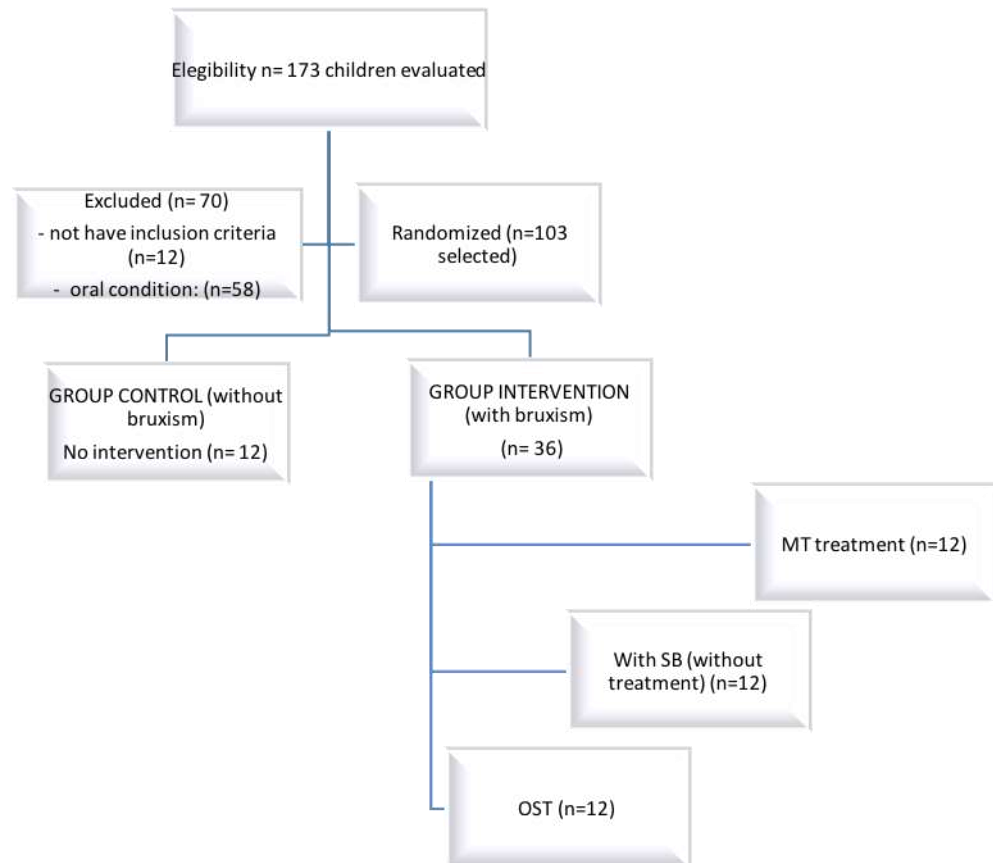 Elegibility n= 173 children evaluated
Excluded (n= 70)
- not have inclusion criteria
(n=12)
- oral condition: (n=58)
Randomized (n=103
selected)
GROUP CONTROL (without
bruxism)
No intervention (n= 12)
GROUP INTERVENTION
(with bruxism)
(n= 36)
MT treatment (n=12)
With SB (without
treatment) (n=12)
OST (n=12)